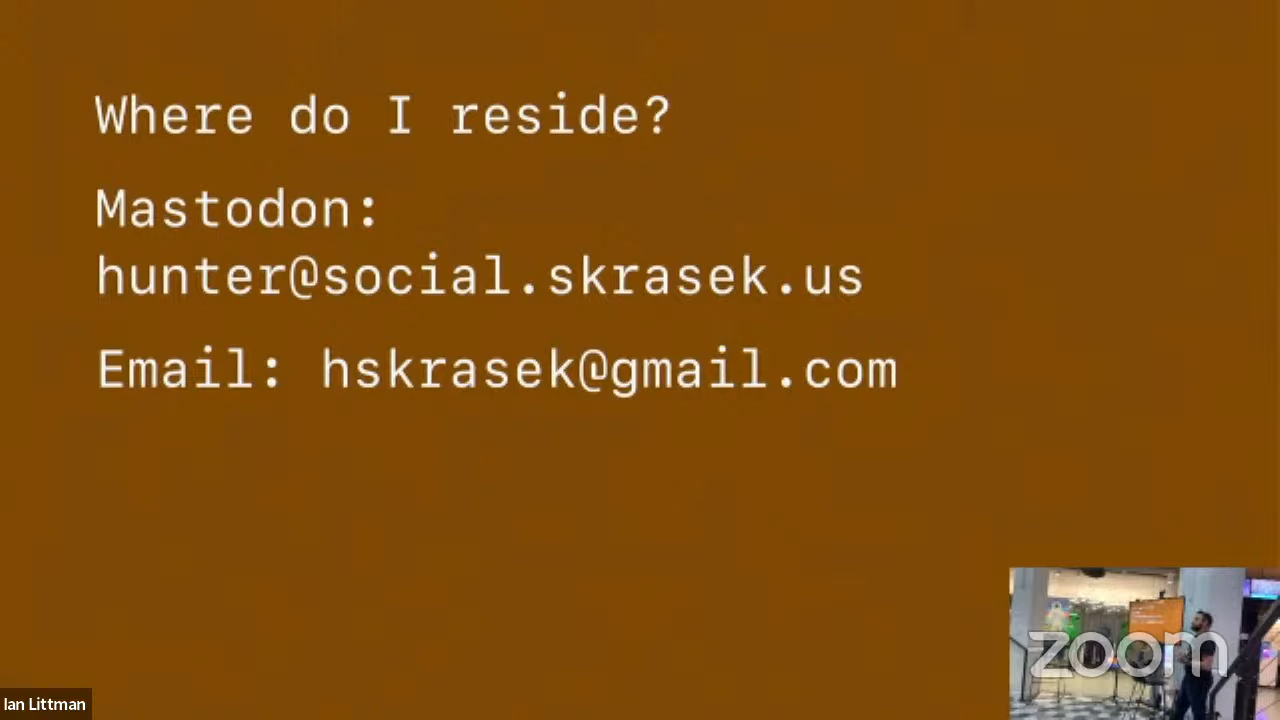 Where do I reside?
Mastodon:
hunter@social.skrasek.us
Email: hskrasek@gmail.com
zoom
Ian Littman